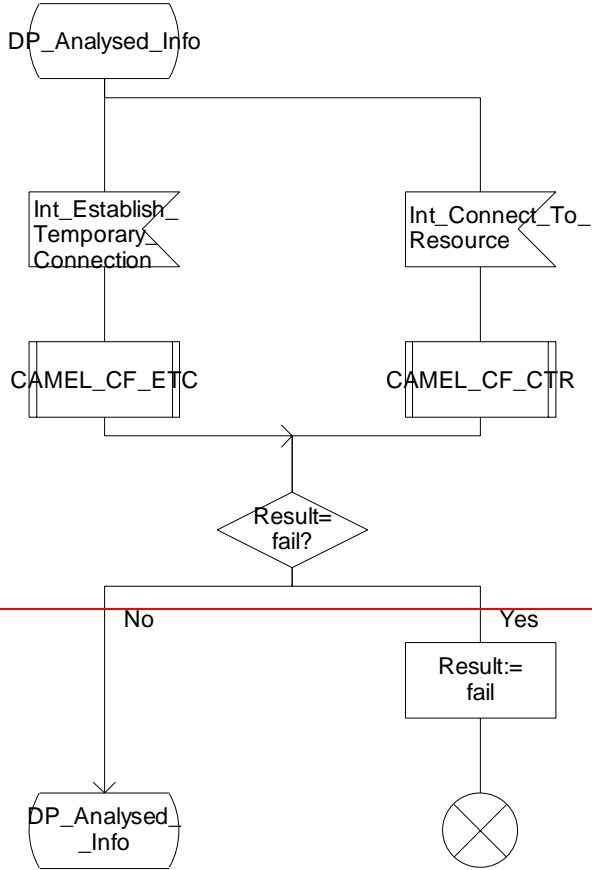 DP_Analysed_Info
Int_Establish_
Temporary_
Connection
Int_Connect_To_
Resource
CAMEL_CF_ETC
CAMEL_CF_CTR
Result=
fail?
No
Yes
Result:=
fail
DP_Analysed_
_Info